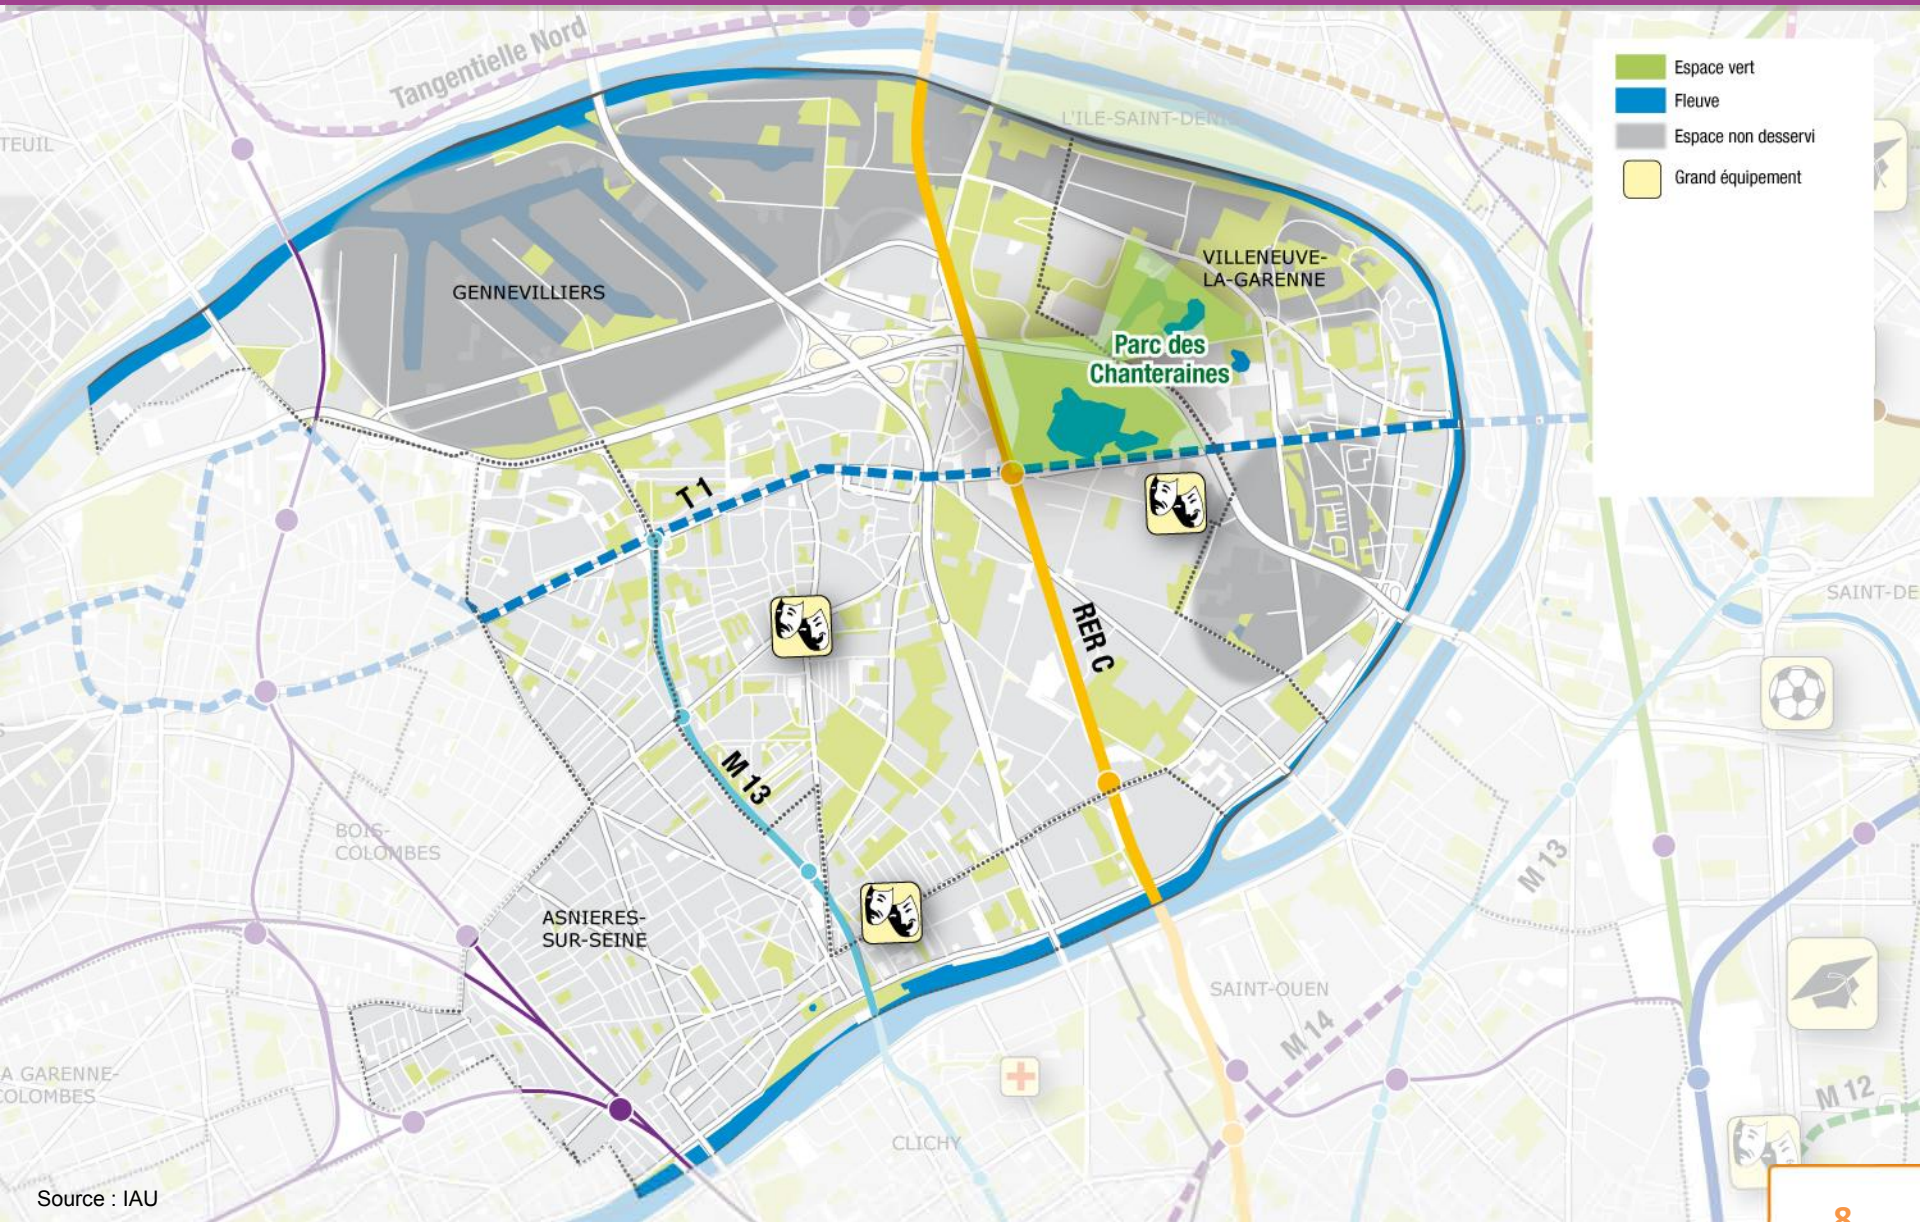 Tangentielle Nord
TEUIL
L'ILE-SAINT-DENI
Espace vert
Fleuve
Espace non desservi
Grand équipement
GENNEVILLIERS
VILLENEUVE-
LA-GARENNE
Parc des
Chanteraines
T 1
RER C
SAINT-DE
M 13
BOIS-
COLOMBES
M 13
ASNIERES-
SUR-SEINE
SAINT-OUEN
M 14
A GARENNE-
COLOMBES
M 12
CLICHY
Source : IAU
8